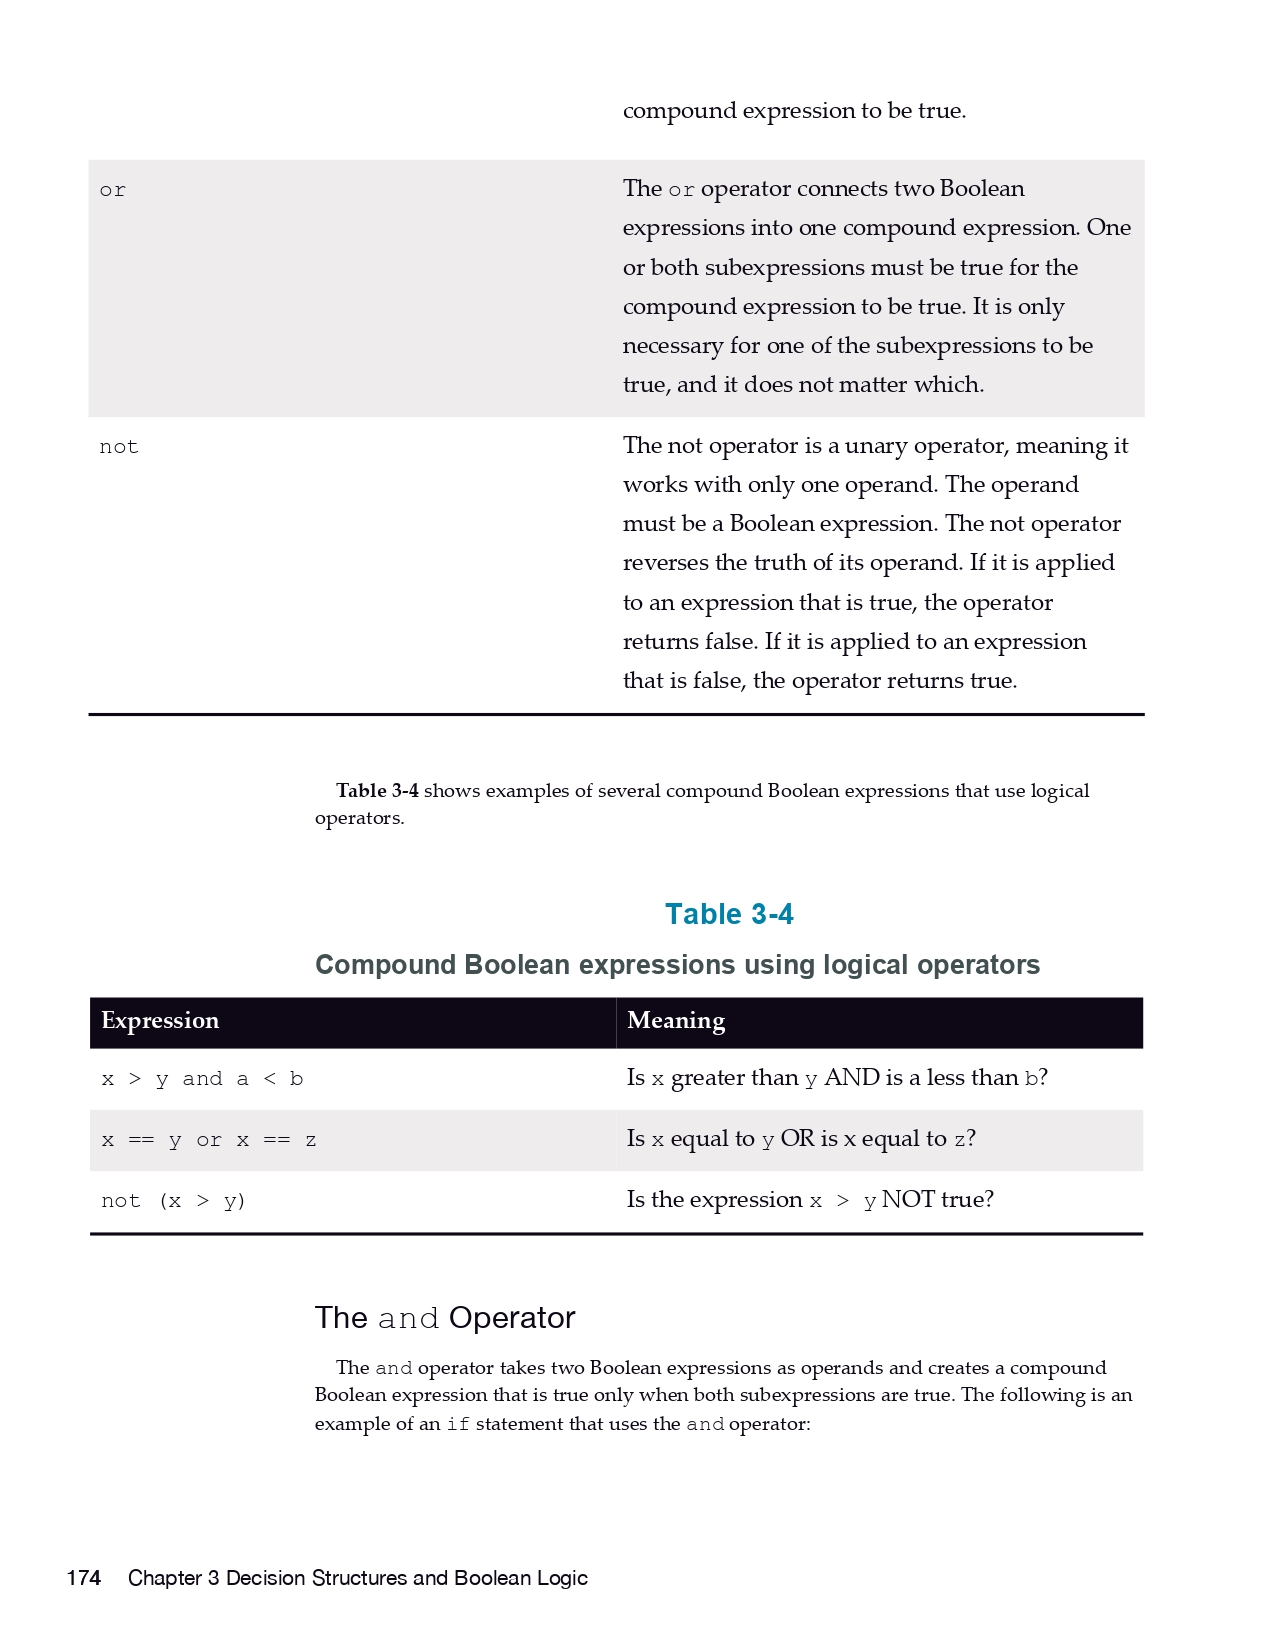 compound expression to be true.
or The or operator connects two Boolean
expressions into one compound expression. One
or both subexpressions must be true for the
compound expression to be true. It is only
necessary for one of the subexpressions to be
true, and it does not matter which.
not The not operator is a unary operator, meaning it
works with only one operand. The operand
must be a Boolean expression. The not operator
reverses the truth of its operand. If it is applied
to an expression that is true, the operator
returns false. If it is applied to an expression
that is false, the operator returns true.
Table 3-4 shows examples of several compound Boolean expressions that use logical
operators.
Table 3-4
Compound Boolean expressions using logical operators
Expression Meaning
x > y and a < b Is x greater than y AND is a less than b?
x == y or x == z Is x equal to y OR is x equal to z?
not (x > y) Is the expression x > y NOT true?
The and Operator
The and operator takes two Boolean expressions as operands and creates a compound
Boolean expression that is true only when both subexpressions are true. The following is an
example of an if statement that uses the and operator:
174 Chapter 3 Decision Structures and Boolean Logic